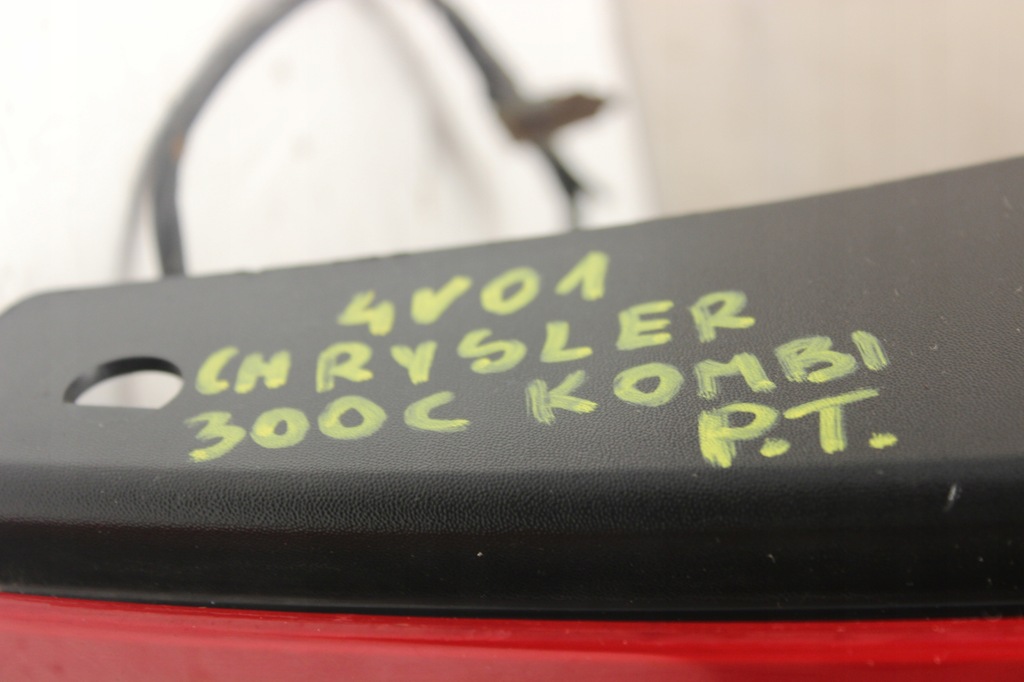 4V01
CHRYSLER
300C KOMBI
P.T.